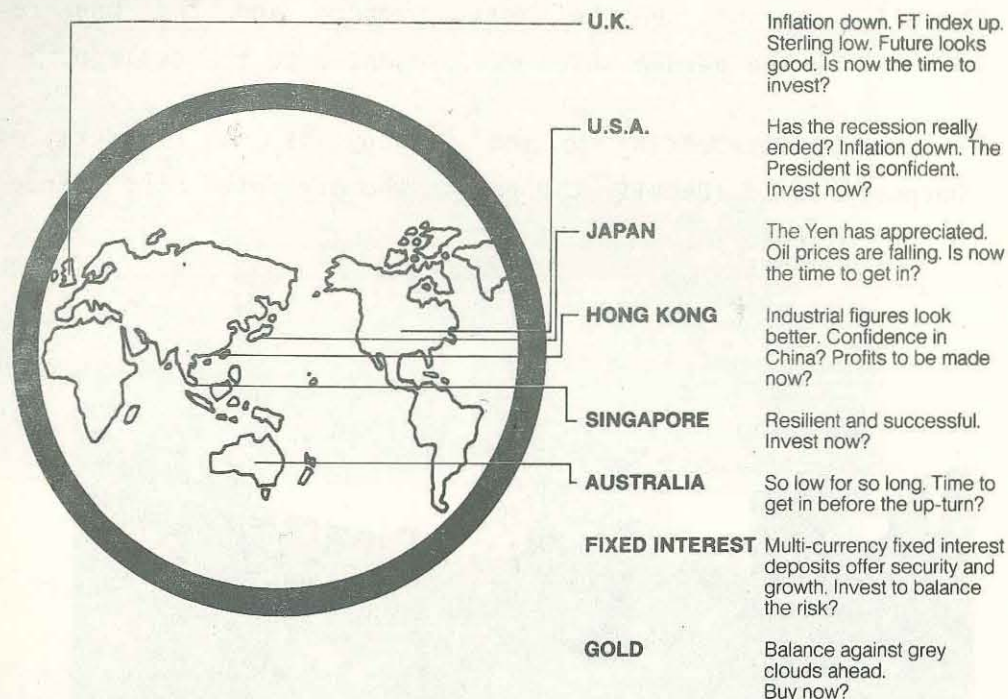 U.K.
Inflation down. FT index up.
Sterling low. Future looks
good. Is now the time to
invest?
U.S.A.
Has the recession really
ended? Inflation down. The
President is confident.
Invest now?
JAPAN
The Yen has appreciated.
Oil prices are falling. Is now
the time to get in?
HONG KONG
Industrial figures look
better. Confidence in
China? Profits to be made
now?
SINGAPORE
Resilient and successful.
Invest now?
AUSTRALIA
So low for so long. Time to
get in before the up-turn?
FIXED INTEREST
Multi-currency fixed interest
deposits offer security and
growth. Invest to balance
the risk?
GOLD
Balance against grey
clouds ahead.
Buy now?